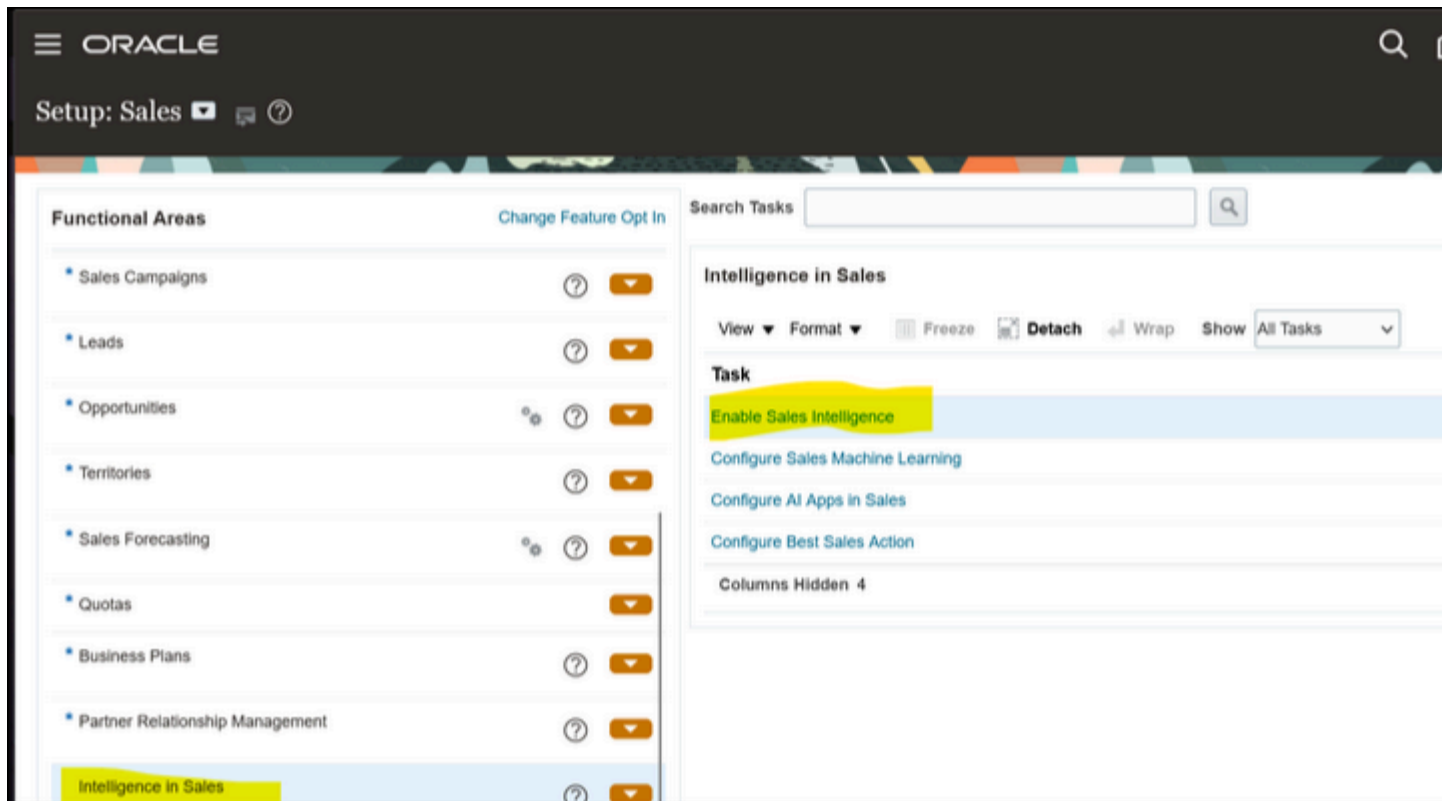 ORACLE
Setup: Sales
Functional Areas
Change Feature Opt In
* Sales Campaigns
* Leads
* Opportunities
* Territories
* Sales Forecasting
* Quotas
* Business Plans
* Partner Relationship Management
Intelligence in Sales
Search Tasks
Intelligence in Sales
View Format Freeze Detach Wrap Show All Tasks
Task
Enable Sales Intelligence
Configure Sales Machine Learning
Configure AI Apps in Sales
Configure Best Sales Action
Columns Hidden 4